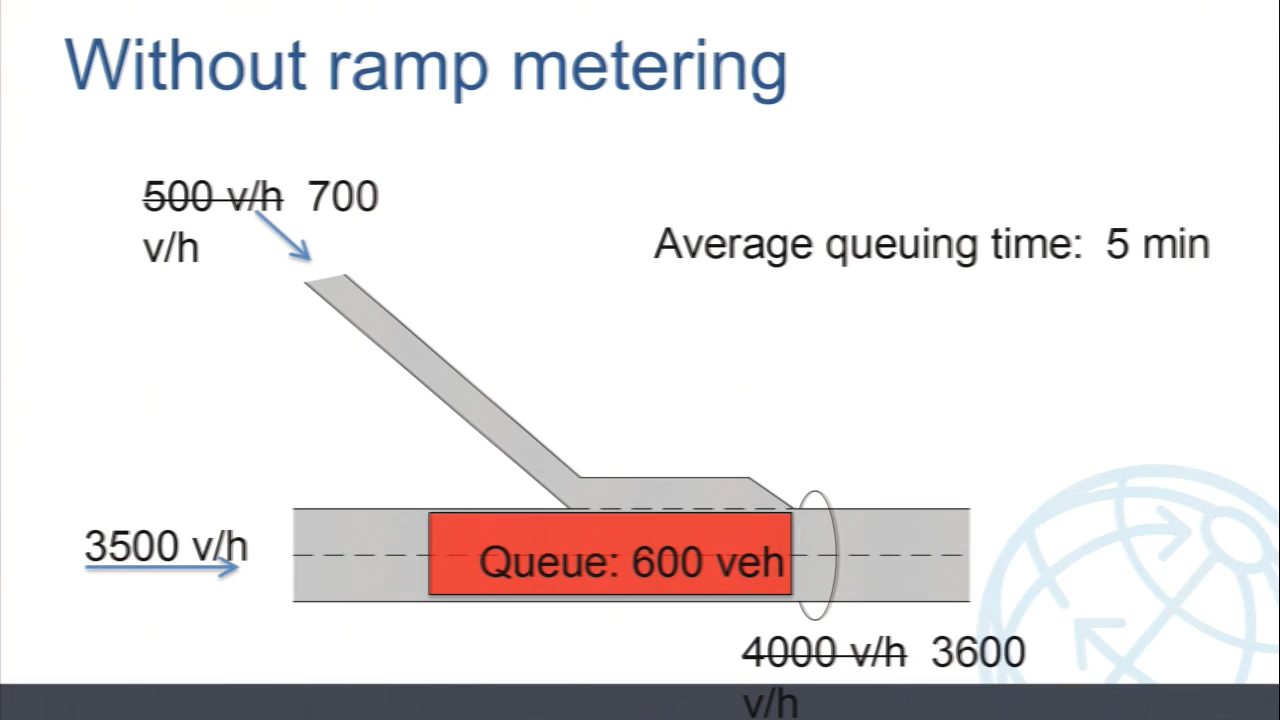 Without ramp metering
500 v/h 700
v/h
Average queuing time: 5 min
3500 v/h
Queue: 600 veh
4000 v/h 3600
v/h